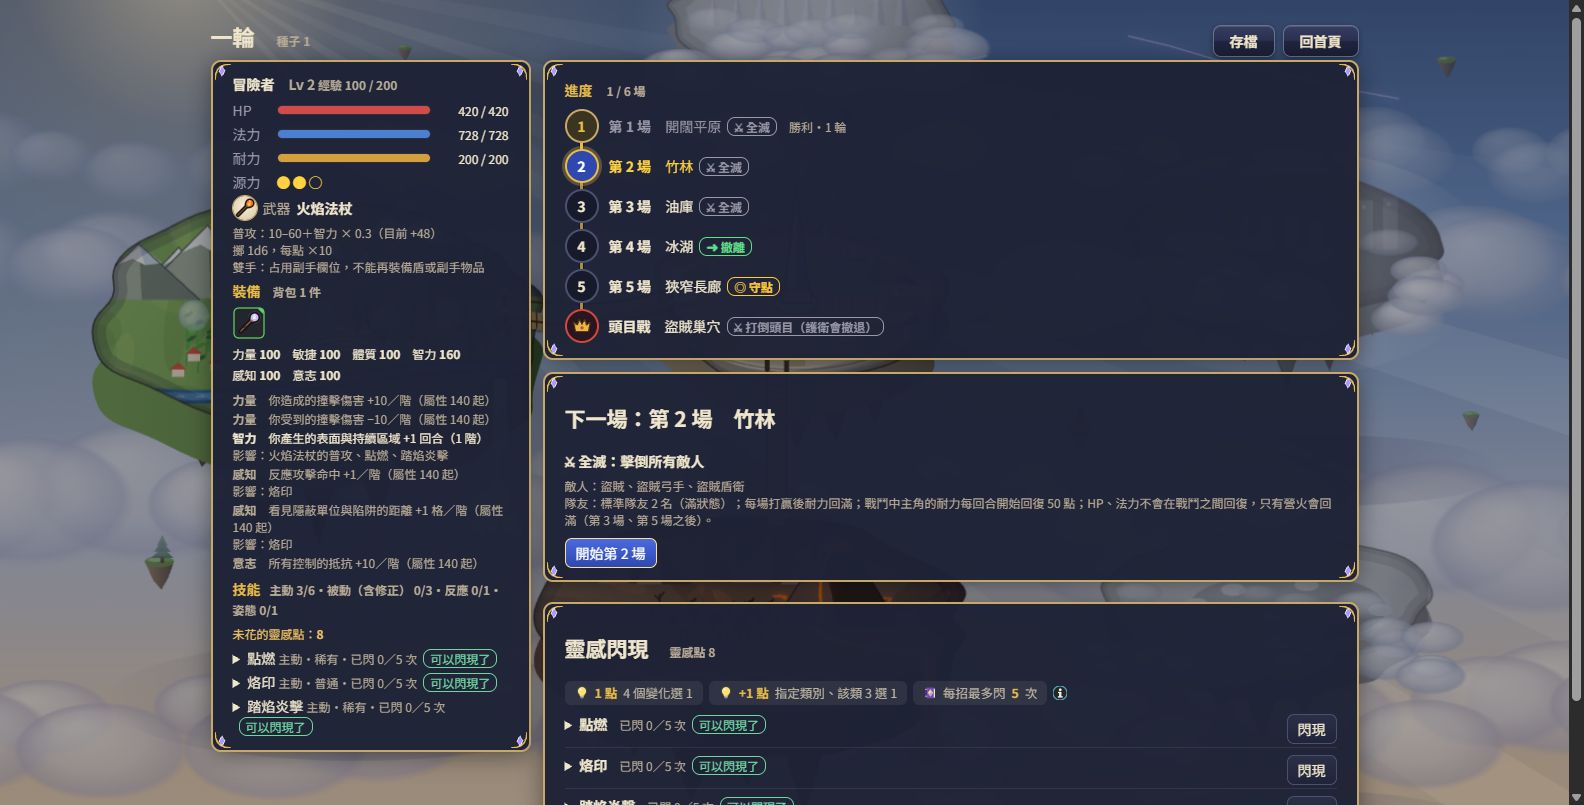 一輪 種子 1
存檔 回首頁
冒險者 Lv 2 經驗 100 / 200
HP 420 / 420
法力 728 / 728
耐力 200 / 200
源力
武器 火焰法杖
普攻：10–60＋智力 × 0.3（目前 +48）
擲 1d6，每點 ×10
雙手：占用副手欄位，不能再裝備盾或副手物品
裝備 背包 1 件
力量 100 敏捷 100 體質 100 智力 160
感知 100 意志 100
力量 你造成的撞擊傷害 +10／階（屬性 140 起）
力量 你受到的撞擊傷害 −10／階（屬性 140 起）
智力 你產生的表面與持續區域 +1 回合（1 階）
影響：火焰法杖的普攻、點燃、踏焰炎擊
感知 反應攻擊命中 +1／階（屬性 140 起）
影響：烙印
感知 看見隱蔽單位與陷阱的距離 +1 格／階（屬性
140 起）
影響：烙印
意志 所有控制的抵抗 +10／階（屬性 140 起）
技能 主動 3/6・被動（含修正） 0/3・反應 0/1・
姿態 0/1
未花的靈感點：8
點燃 主動・稀有・已閃 0／5 次 可以閃現了
烙印 主動・普通・已閃 0／5 次 可以閃現了
踏焰炎擊 主動・稀有・已閃 0／5 次
可以閃現了
進度 1 / 6 場
1 第 1 場 開闊平原 全滅 勝利・1 輪
2 第 2 場 竹林 全滅
3 第 3 場 油庫 全滅
4 第 4 場 冰湖 撤離
5 第 5 場 狹窄長廊 守點
頭目戰 盜賊巢穴 打倒頭目（護衛會撤退）
下一場：第 2 場 竹林
全滅：擊倒所有敵人
敵人：盜賊、盜賊弓手、盜賊盾衛
隊友：標準隊友 2 名（滿狀態）；每場打贏後耐力回滿；戰鬥中主角的耐力每回合開始回復 50 點；HP、法力不會在戰鬥之間回復，只有營火會回
滿（第 3 場、第 5 場之後）。
開始第 2 場
靈感閃現 靈感點 8
1 點 4 個變化選 1 +1 點 指定類別、該類 3 選 1 每招最多閃 5 次
點燃 已閃 0／5 次 可以閃現了 閃現
烙印 已閃 0／5 次 可以閃現了 閃現
踏焰炎擊 已閃 0／5 次 可以閃現了